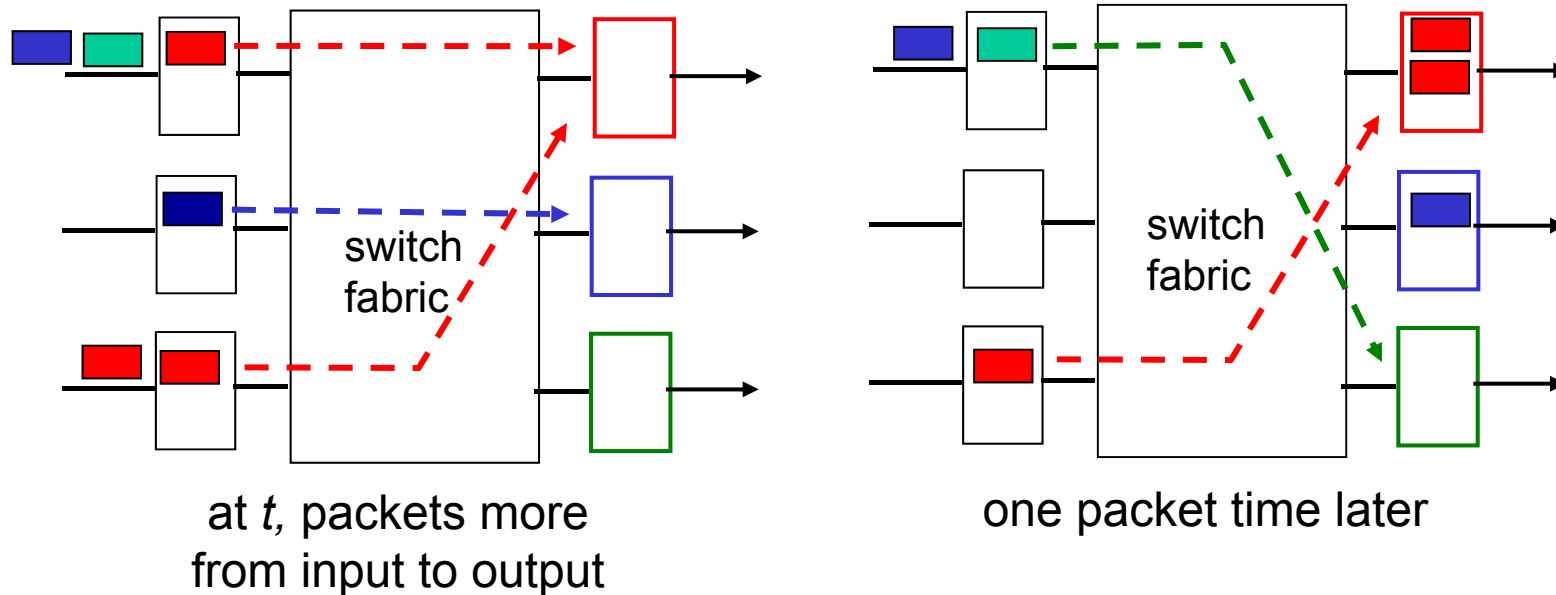 switch
fabric
at t, packets more
from input to output
switch
fabric
one packet time later